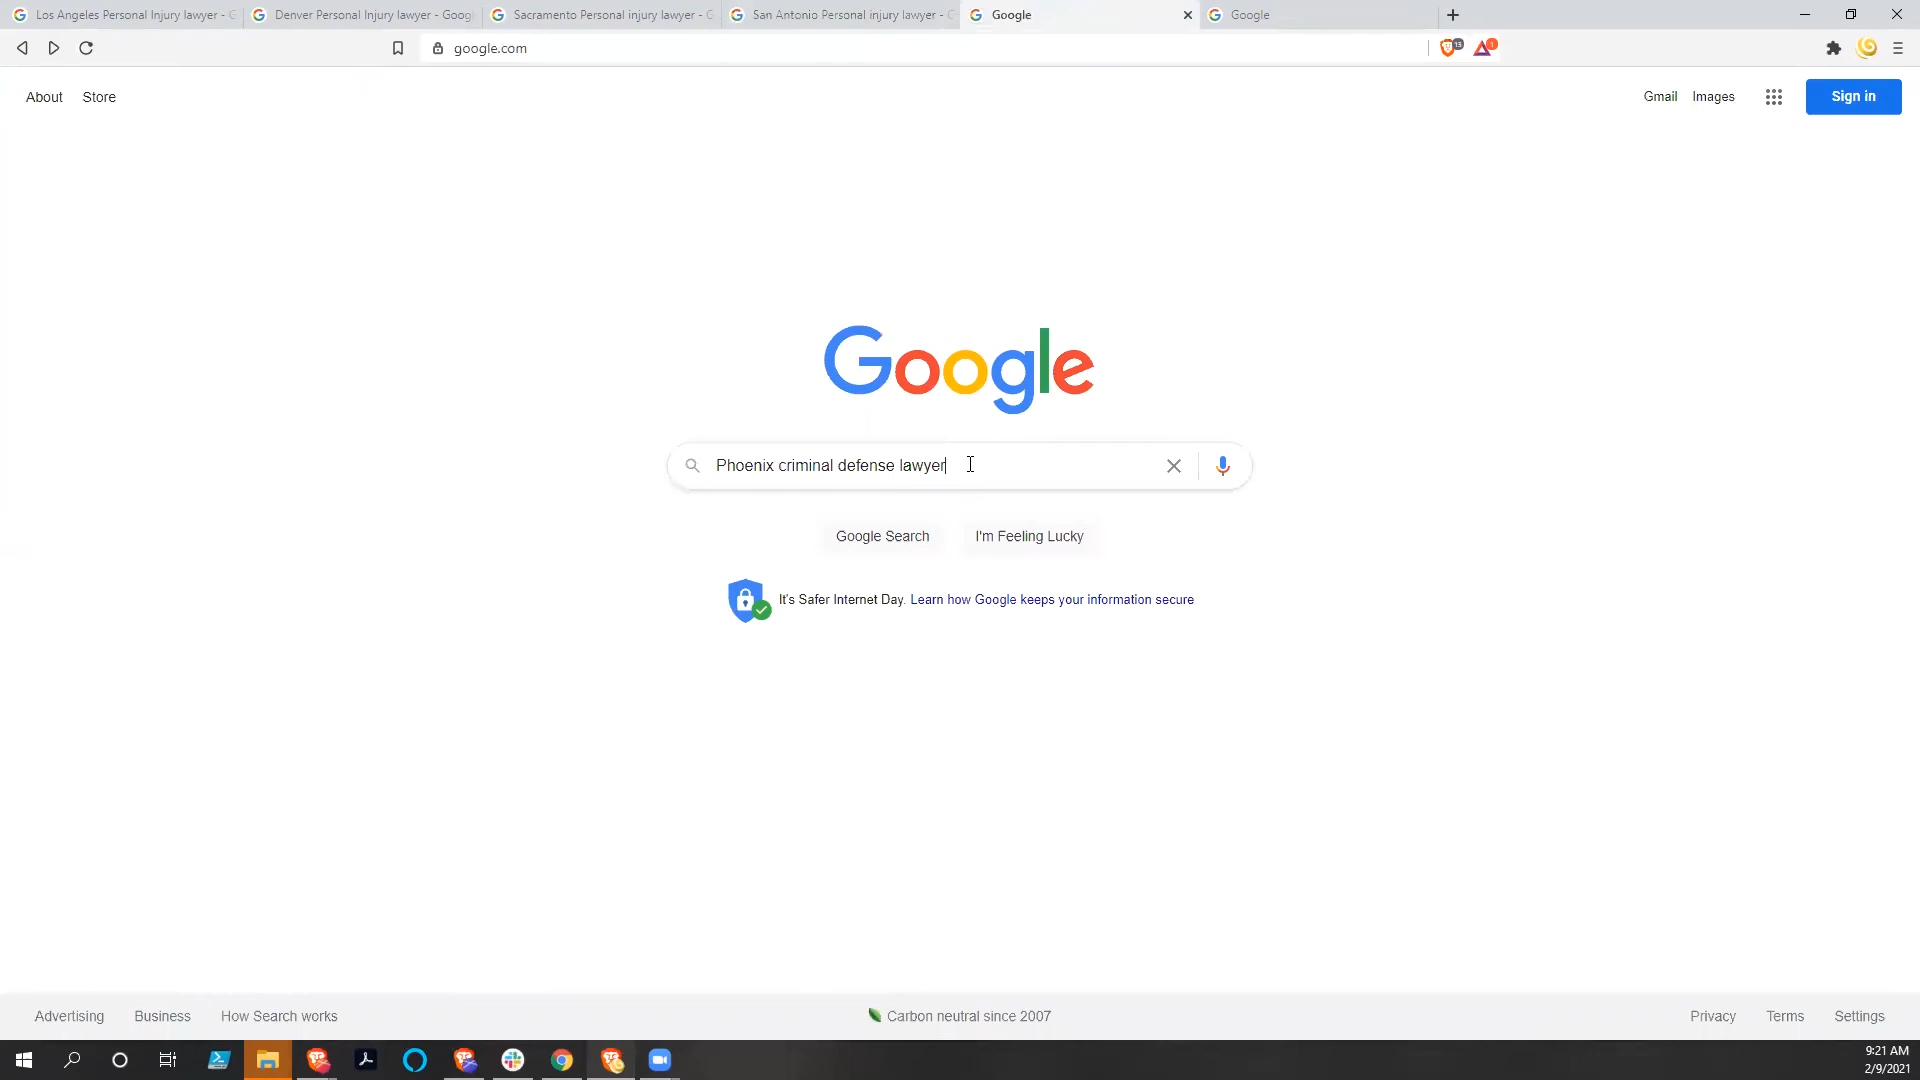 Los Angeles Personal Injury lawyer - G
Denver Personal Injury lawyer - Goog
Sacramento Personal injury lawyer - G
San Antonio Personal injury lawyer - G
Google
Google
google.com
13
1
About
Store
Gmail
Images
Sign in
Google
Phoenix criminal defense lawyer
Google Search
I'm Feeling Lucky
It's Safer Internet Day. Learn how Google keeps your information secure
Advertising
Business
How Search works
Carbon neutral since 2007
Privacy
Terms
Settings
9:21 AM
2/9/2021